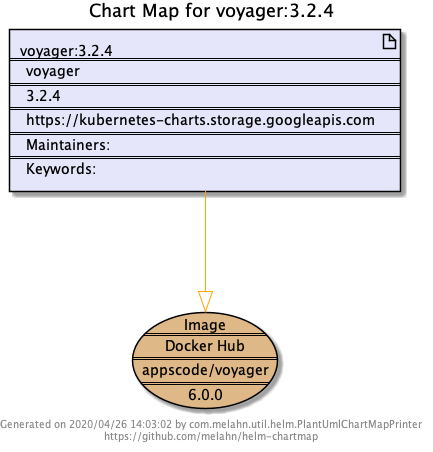 Chart Map for voyager:3.2.4
voyager:3.2.4
voyager
3.2.4
https://kubernetes-charts.storage.googleapis.com
Maintainers:
Keywords:
Image
Docker Hub
appscode/voyager
6.0.0
Generated on 2020/04/26 14:03:02 by com.melahn.util.helm.PlantUmlChartMapPrinter
https://github.com/melahn/helm-chartmap